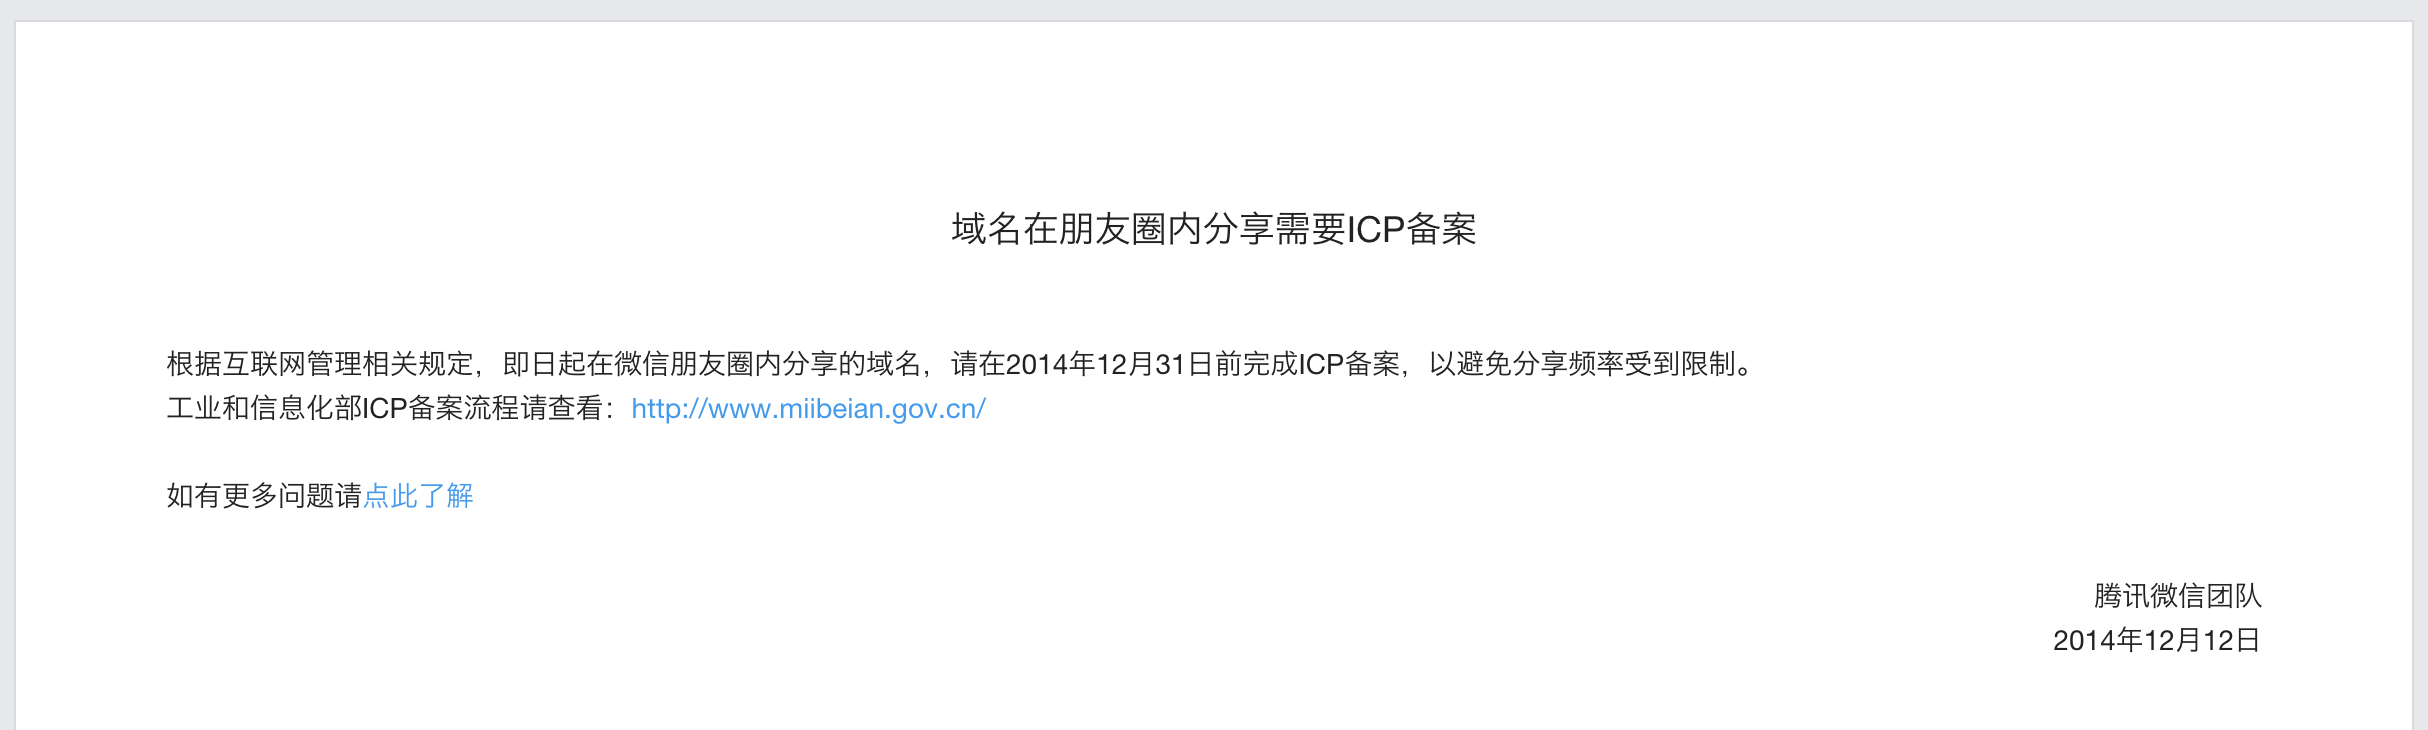 域名在朋友圈内分享需要ICP备案
根据互联网管理相关规定，即日起在微信朋友圈内分享的域名，请在2014年12月31日前完成ICP备案，以避免分享频率受到限制。
工业和信息化部ICP备案流程请查看：http://www.miibeian.gov.cn/
如有更多问题请点此了解
腾讯微信团队
2014年12月12日